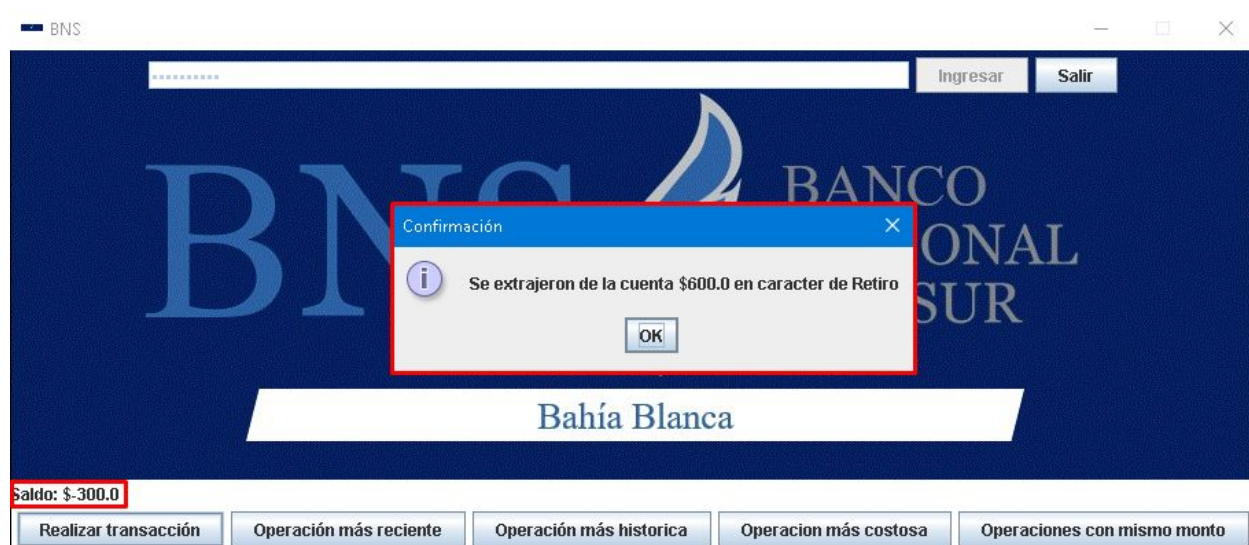 BNS
Ingresar
Salir
BNS
BANCO
ONAL
SUR
Confirmación
Se extrajeron de la cuenta $600.0 en caracter de Retiro
OK
Bahía Blanca
Saldo: $-300.0
Realizar transacción
Operación más reciente
Operación más historica
Operacion más costosa
Operaciones con mismo monto